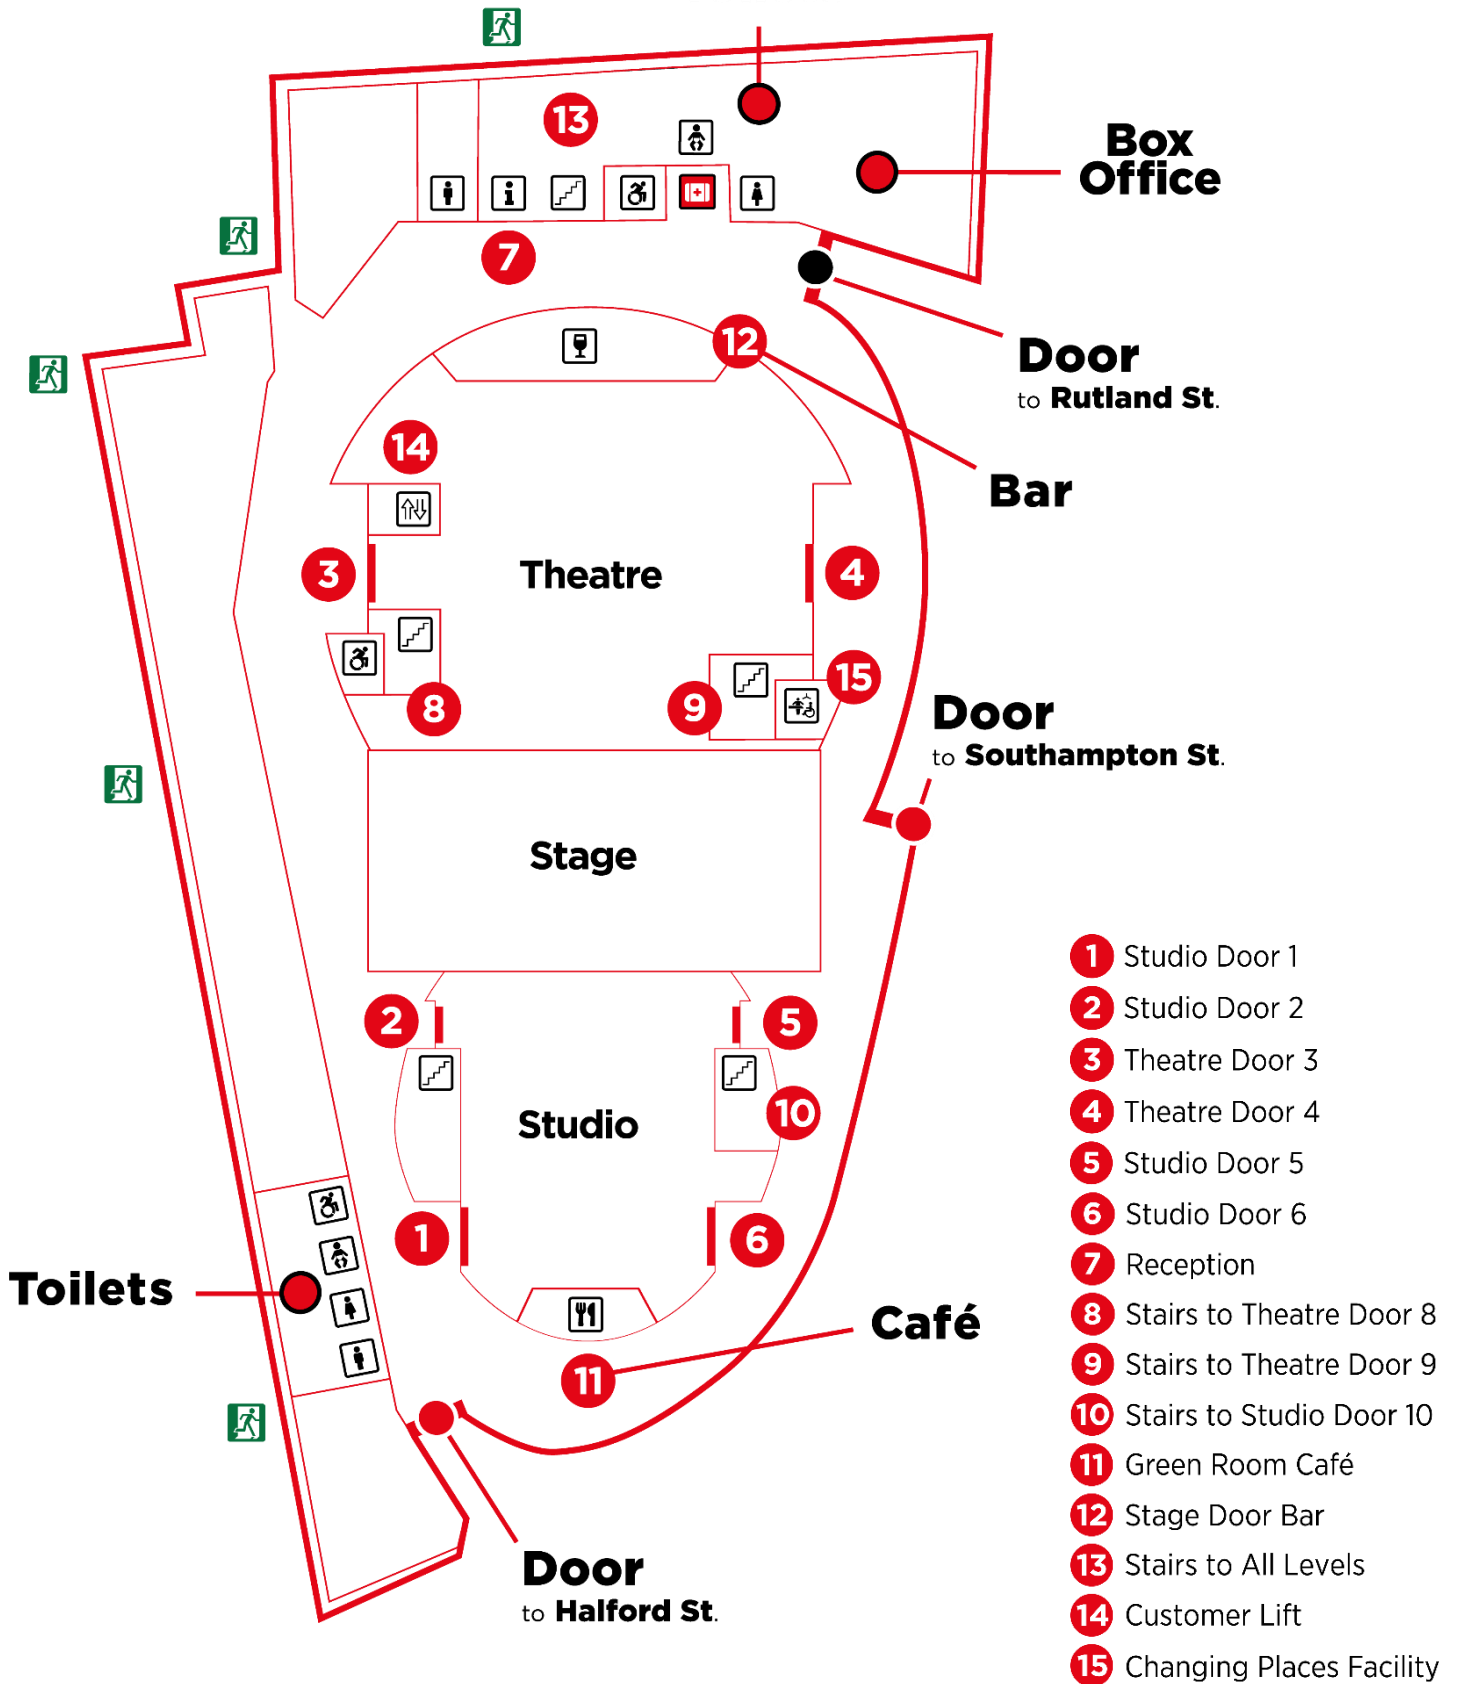 13
Box
Office
7
12
Door
to Rutland St.
14
Bar
3
Theatre
4
8
9
15
Door
to Southampton St.
Stage
2
5
Studio
10
1
6
Toilets
Café
11
Door
to Halford St.
1 Studio Door 1
2 Studio Door 2
3 Theatre Door 3
4 Theatre Door 4
5 Studio Door 5
6 Studio Door 6
7 Reception
8 Stairs to Theatre Door 8
9 Stairs to Theatre Door 9
10 Stairs to Studio Door 10
11 Green Room Café
12 Stage Door Bar
13 Stairs to All Levels
14 Customer Lift
15 Changing Places Facility